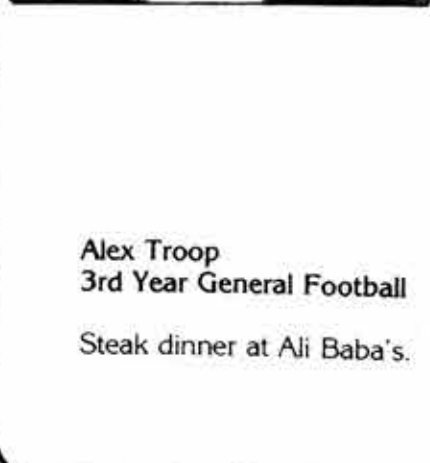 Alex Troop
3rd Year General Football
Steak dinner at Ali Baba's.